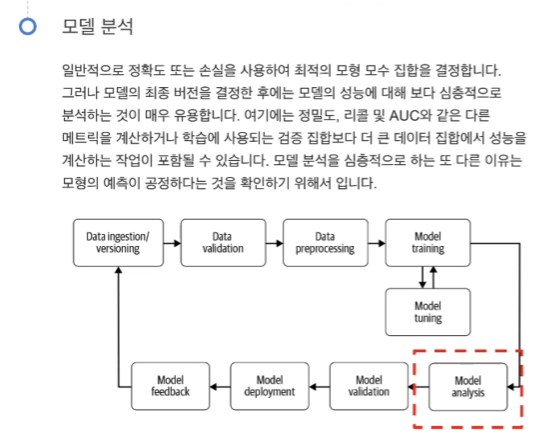 모델 분석
일반적으로 정확도 또는 손실을 사용하여 최적의 모형 모수 집합을 결정합니다.
그러나 모델의 최종 버전을 결정한 후에는 모델의 성능에 대해 보다 심층적으로
분석하는 것이 매우 유용합니다. 여기에는 정밀도, 리콜 및 AUC와 같은 다른
메트릭을 계산하거나 학습에 사용되는 검증 집합보다 더 큰 데이터 집합에서 성능을
계산하는 작업이 포함될 수 있습니다. 모델 분석을 심층적으로 하는 또 다른 이유는
모형의 예측이 공정하다는 것을 확인하기 위해서 입니다.
Data ingestion/
versioning
Data
validation
Data
preprocessing
Model
training
Model
tuning
Model
feedback
Model
deployment
Model
validation
Model
analysis